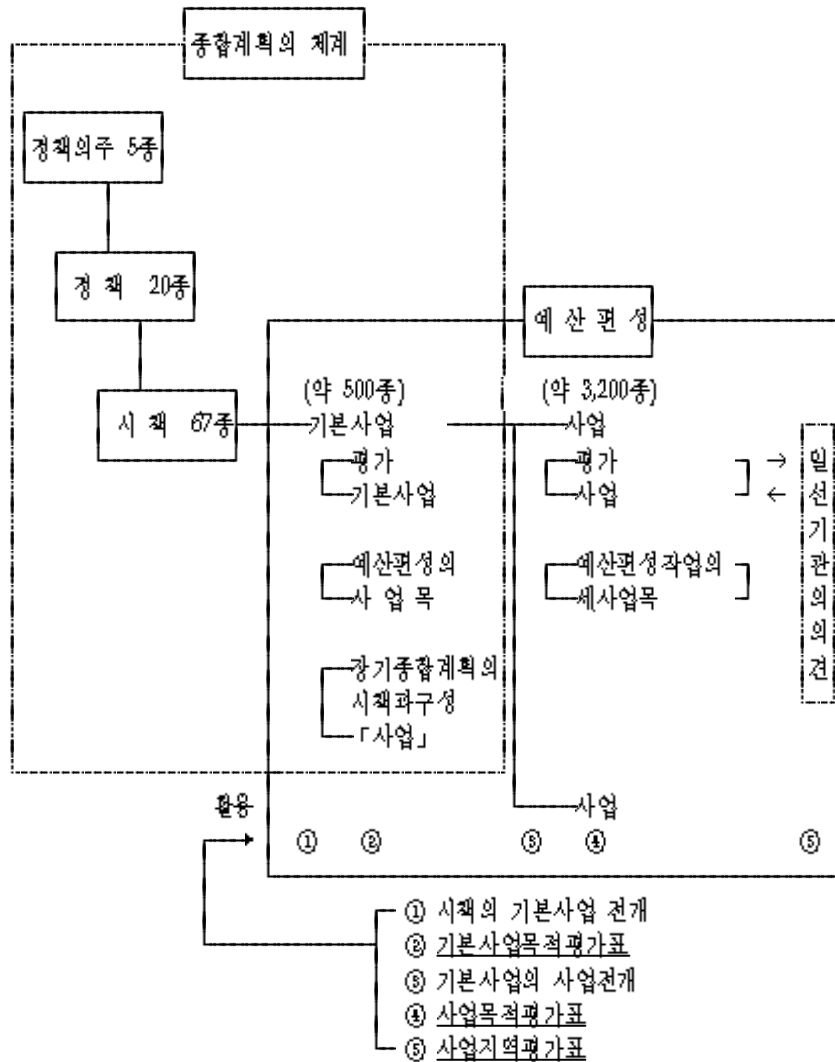 종합계획의 체계
정책의주 5종
정 책 20종
예 산 편 성
시 책 67종
(약 500종)
기본사업
평가
기본사업
예산편성의
사 업 목
장기종합계획의
시책과구성
「사업」
(약 3,200종)
사업
평가
사업
예산편성작업의
세사업목
사업
→
←
일선기관의의견
활용
① ② ③ ④ ⑤
① 시책의 기본사업 전개
② 기본사업목적평가표
③ 기본사업의 사업전개
④ 사업목적평가표
⑤ 사업지역평가표